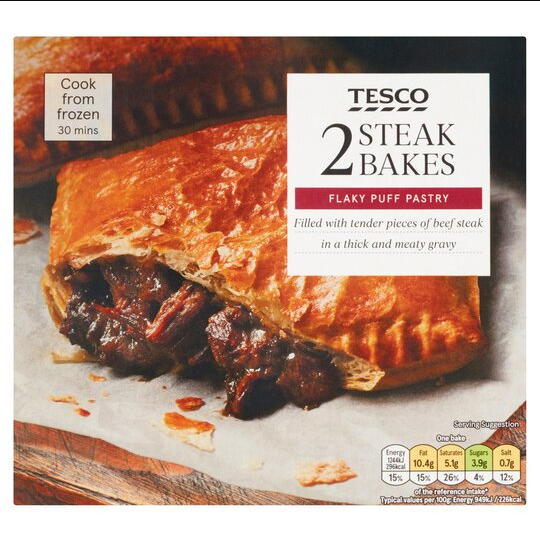 Cook
from
frozen
30 mins
TESCO
2 STEAK
BAKES
FLAKY PUFF PASTRY
Filled with tender pieces of beef steak
in a thick and meaty gravy
Serving Suggestion
One bake
Energy Fat Saturates Sugars Salt
1244kJ
296kcal 10.4g 5.1g 3.9g 0.7g
15% 15% 26% 4% 12%
of the reference intake*
Typical values per 100g: Energy 949kJ / 226kcal